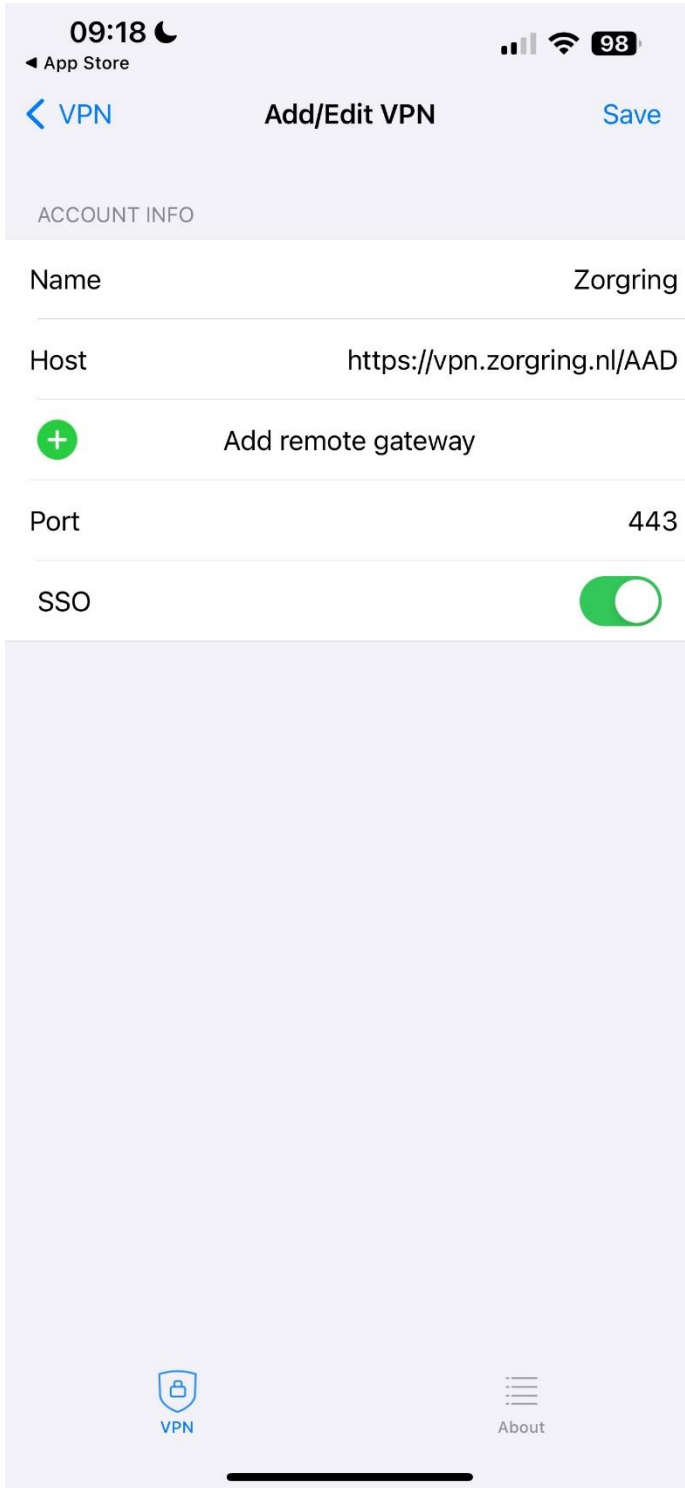 09:18
98
◀ App Store
VPN Add/Edit VPN Save
ACCOUNT INFO
Name Zorgring
Host https://vpn.zorgring.nl/AAD
Add remote gateway
Port 443
SSO
VPN About